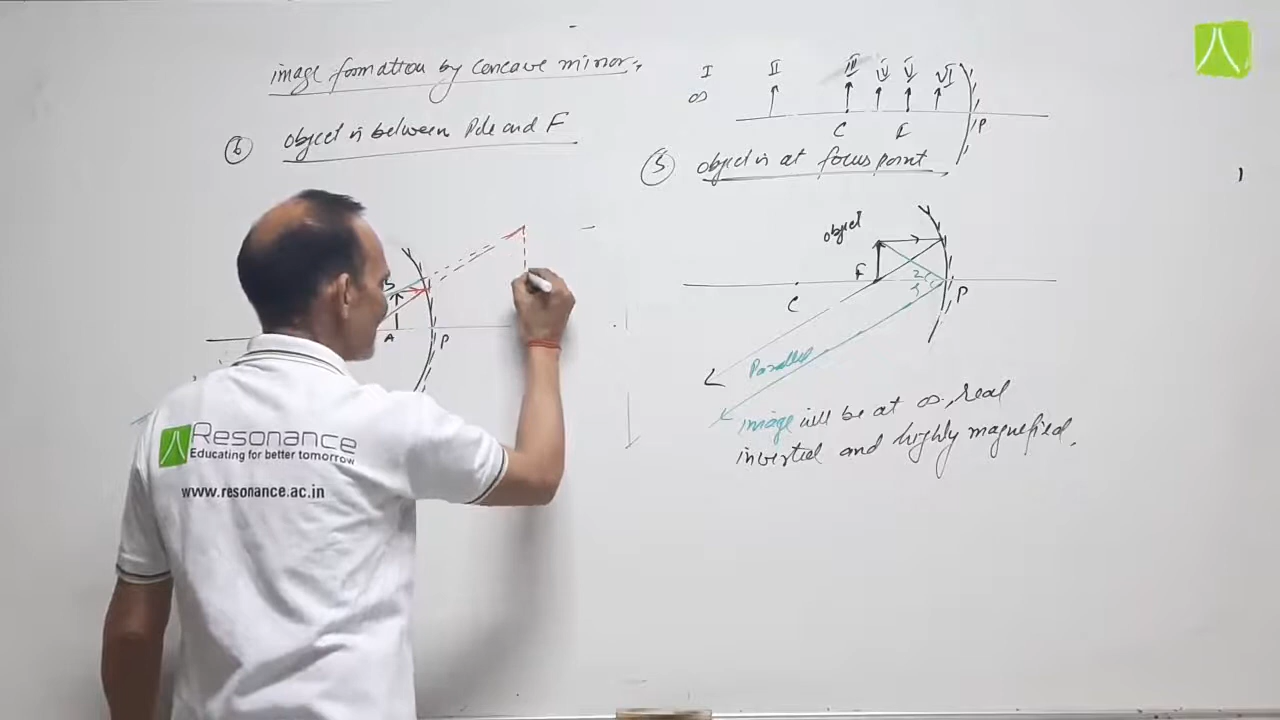 image formation by concave mirror.
⑥ object is between Pole and F
B
A
P
I II III IV V VI
∞
C F P
⑤ object is at focus point
object
F
C
P
Parallel
image will be at ∞, real
inverted and highly magnified.
Resonance
Educating for better tomorrow
www.resonance.ac.in